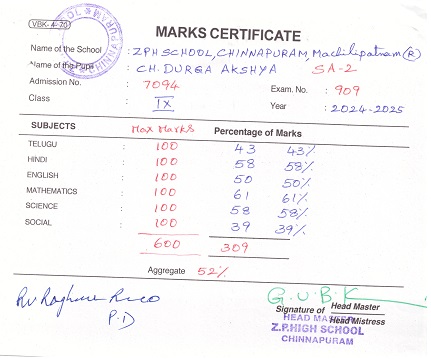 VBK-4-70
MARKS CERTIFICATE
Name of the School : ZPH SCHOOL, CHINNAPURAM, Machilipatnam (R)
Name of the Pupil : CH. DURGA AKSHYA SA-2
Admission No. : 7094 Exam. No. : 909
Class : IX Year : 2024-2025
SUBJECTS Max Marks Percentage of Marks
TELUGU : 100 43 43%
HINDI : 100 58 58%
ENGLISH : 100 50 50%
MATHEMATICS : 100 61 61%
SCIENCE : 100 58 58%
SOCIAL : 100 39 39%
600 309
Aggregate 52%
P.D
G.U.B.K
Signature of Head Master
Head Mistress
HEAD MASTER
Z.P.HIGH SCHOOL
CHINNAPURAM